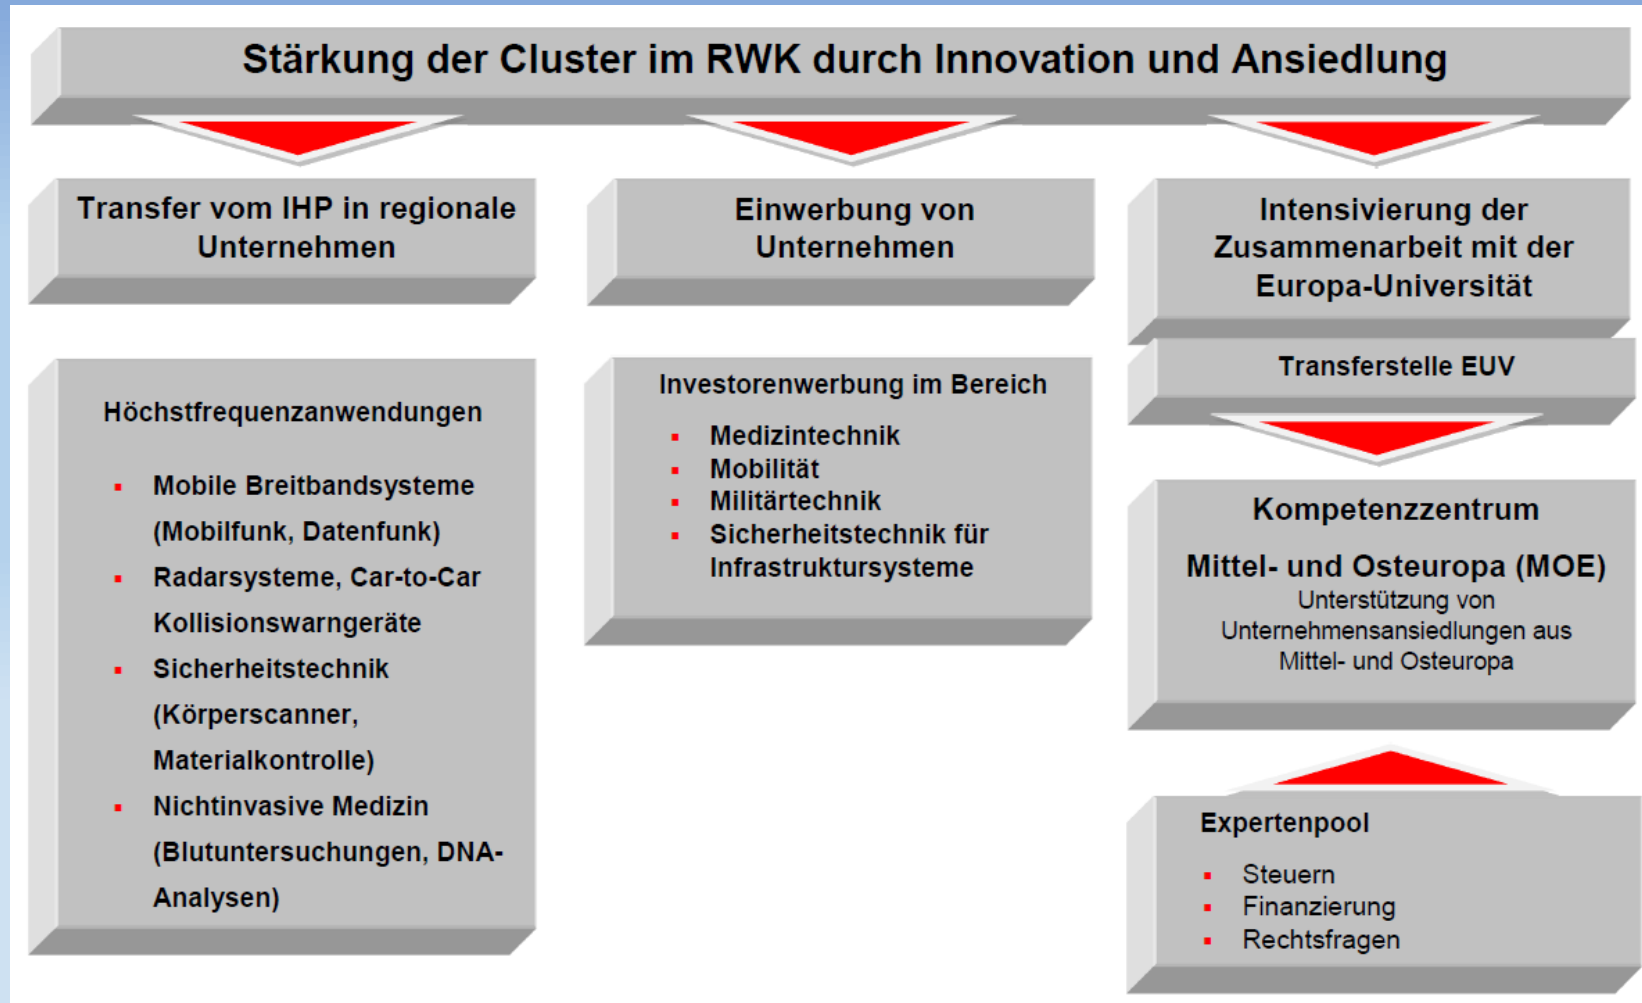 Stärkung der Cluster im RWK durch Innovation und Ansiedlung
Transfer vom IHP in regionale
Unternehmen
Höchstfrequenzanwendungen
▪ Mobile Breitbandsysteme
(Mobilfunk, Datenfunk)
▪ Radarsysteme, Car-to-Car
Kollisionswarngeräte
▪ Sicherheitstechnik
(Körperscanner,
Materialkontrolle)
▪ Nichtinvasive Medizin
(Blutuntersuchungen, DNA-
Analysen)
Einwerbung von
Unternehmen
Investorenwerbung im Bereich
▪ Medizintechnik
▪ Mobilität
▪ Militärtechnik
▪ Sicherheitstechnik für
Infrastruktursysteme
Intensivierung der
Zusammenarbeit mit der
Europa-Universität
Transferstelle EUV
Kompetenzzentrum
Mittel- und Osteuropa (MOE)
Unterstützung von
Unternehmensansiedlungen aus
Mittel- und Osteuropa
Expertenpool
▪ Steuern
▪ Finanzierung
▪ Rechtsfragen